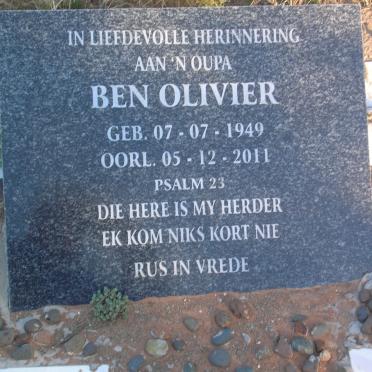 IN LIEFDEVOLLE HERINNERING
AAN 'N OUPA
BEN OLIVIER
GEB. 07 - 07 - 1949
OORL. 05 - 12 - 2011
PSALM 23
DIE HERE IS MY HERDER
EK KOM NIKS KORT NIE
RUS IN VREDE